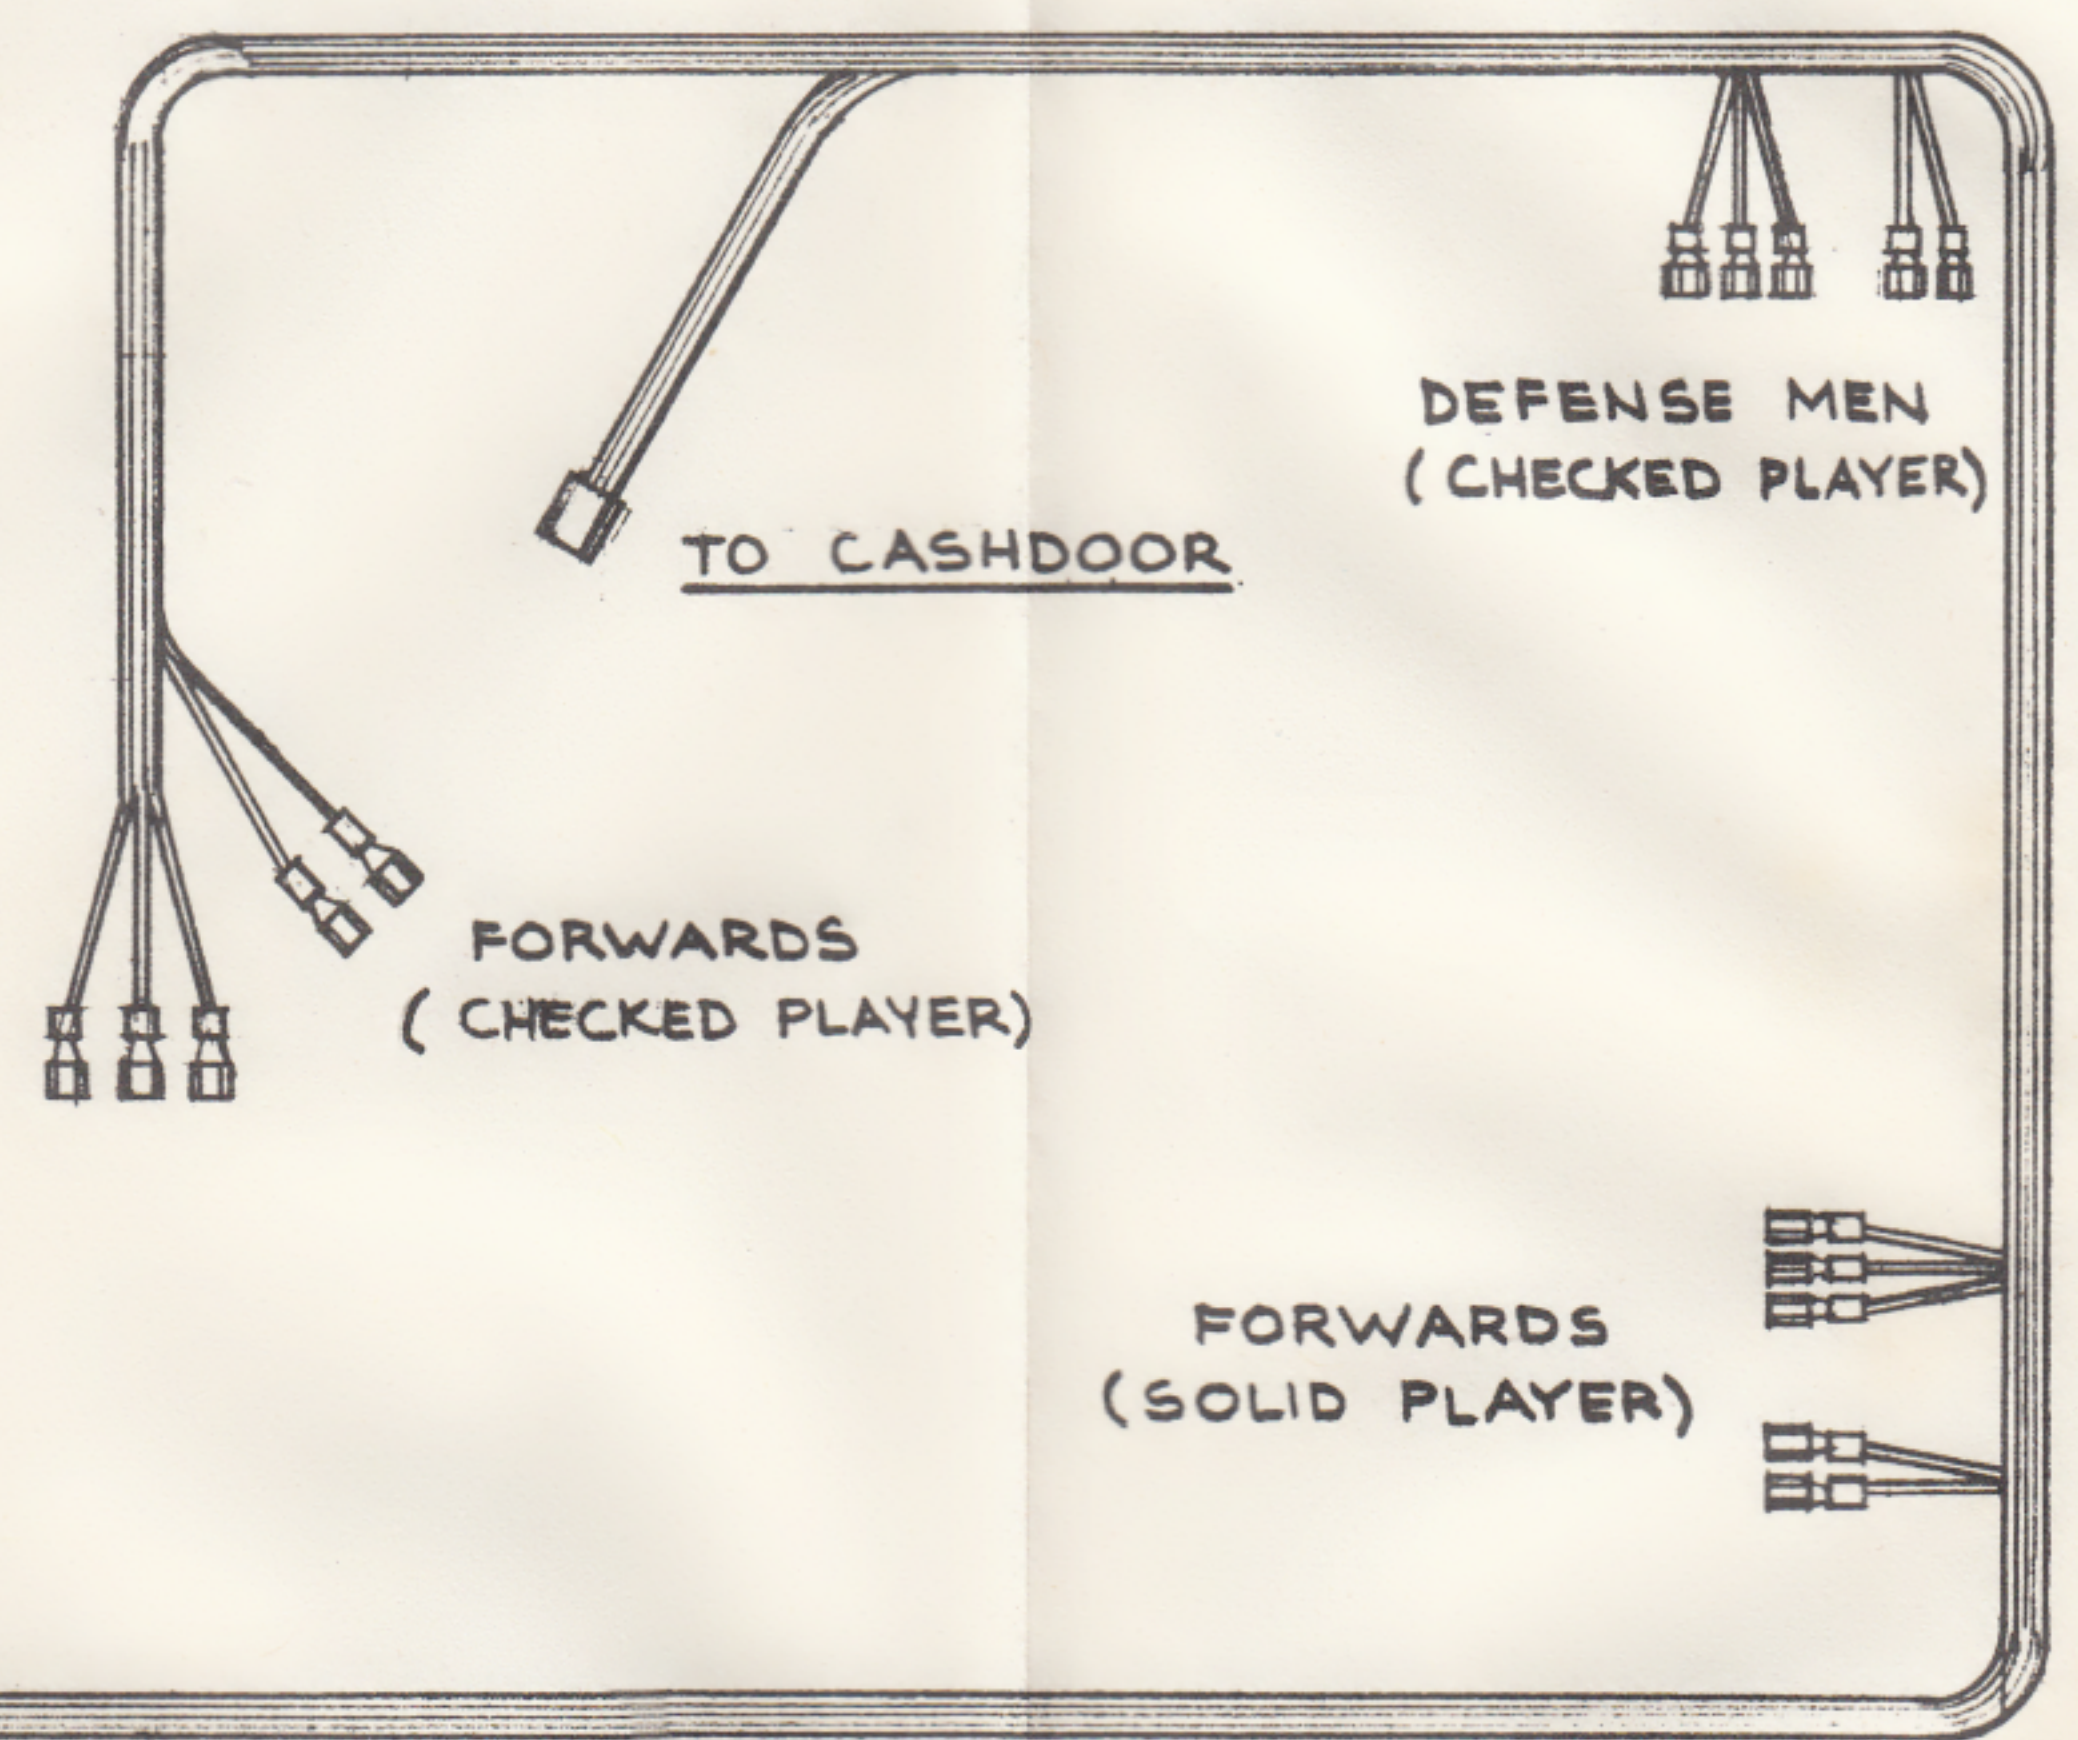 DEFENSE MEN
( CHECKED PLAYER)
TO CASHDOOR
FORWARDS
( CHECKED PLAYER)
FORWARDS
(SOLID PLAYER)